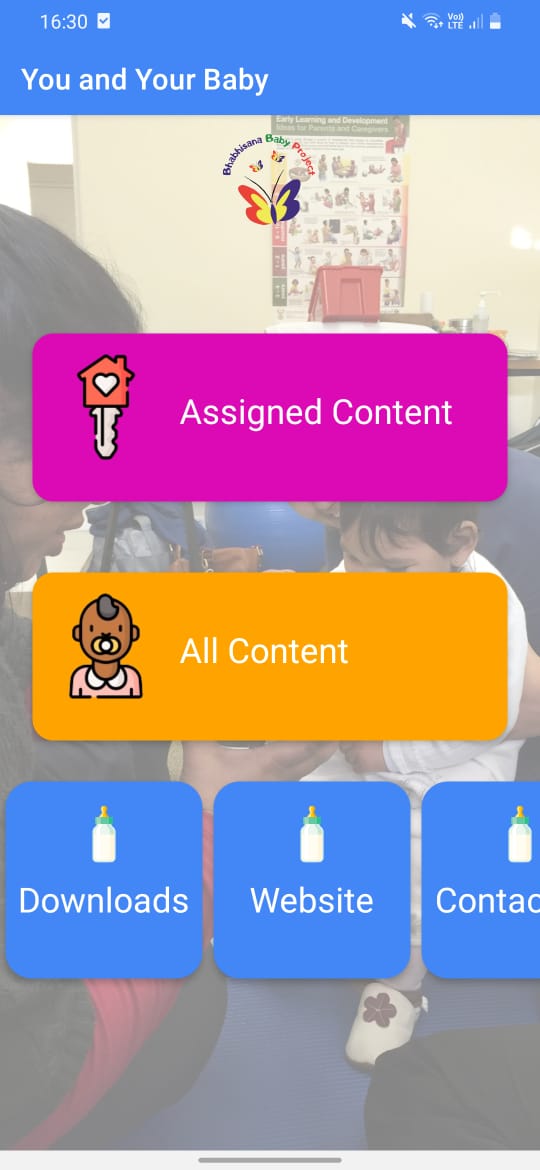 16:30
Vo))
LTE
You and Your Baby
Early Learning and Development
Ideas for Parents and Caregivers
Bhabhisana Baby Project
Assigned Content
All Content
Downloads
Website
Contac